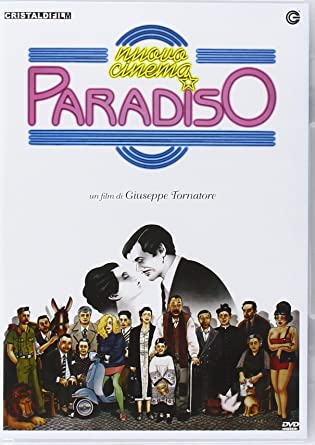 CRISTALDIFILM
nuovo
cinema
PARADISO
un film di Giuseppe Tornatore
DVD